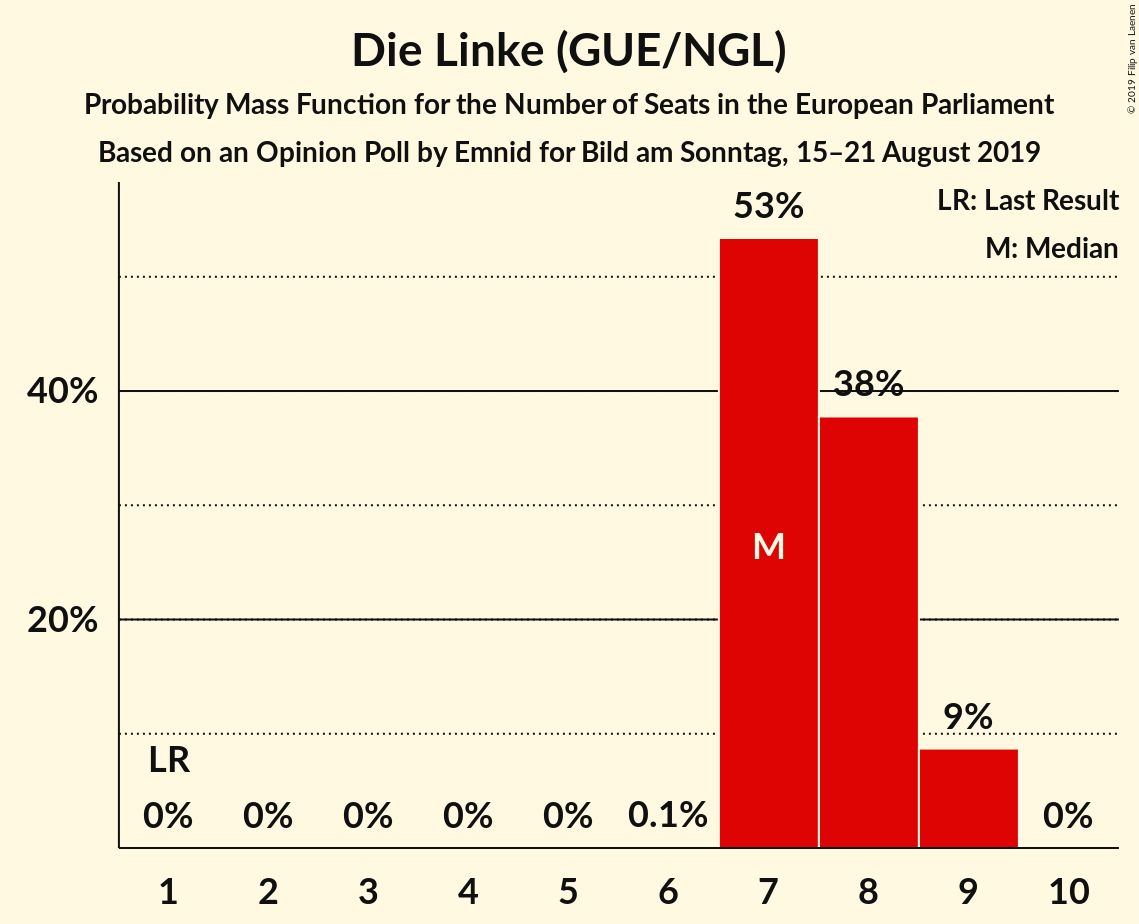 Die Linke (GUE/NGL)
Probability Mass Function for the Number of Seats in the European Parliament
Based on an Opinion Poll by Emnid for Bild am Sonntag, 15–21 August 2019
© 2019 Filip van Laenen
LR: Last Result
M: Median
53%
40%
38%
M
20%
9%
LR
0% 0% 0% 0% 0% 0.1% 0%
1 2 3 4 5 6 7 8 9 10